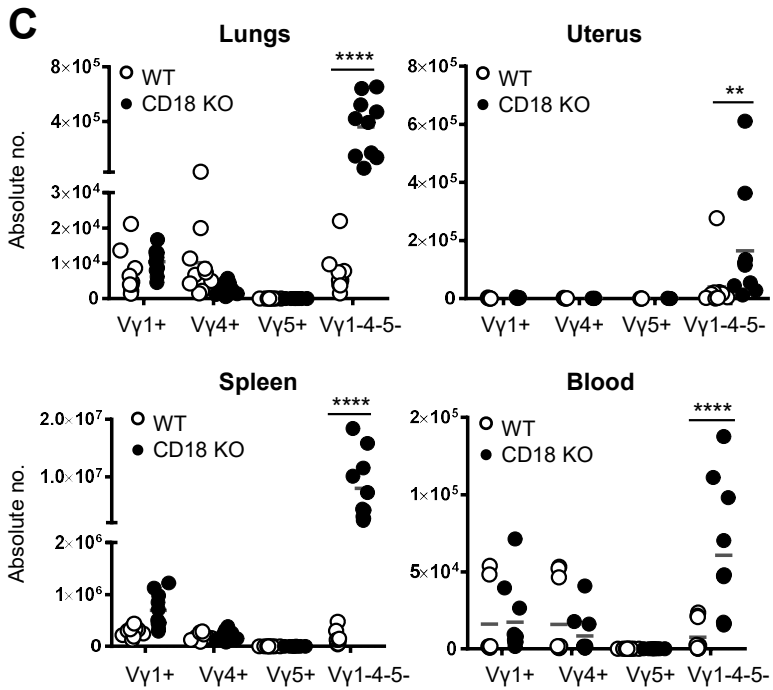 C
Lungs
Absolute no.
8×10⁵
4×10⁵
3×10⁴
2×10⁴
1×10⁴
0
WT
CD18 KO
****
Vγ1+ Vγ4+ Vγ5+ Vγ1-4-5-
Uterus
8×10⁵
6×10⁵
4×10⁵
2×10⁵
0
WT
CD18 KO
**
Vγ1+ Vγ4+ Vγ5+ Vγ1-4-5-
Spleen
Absolute no.
2.0×10⁷
1.0×10⁷
2×10⁶
1×10⁶
0
WT
CD18 KO
****
Vγ1+ Vγ4+ Vγ5+ Vγ1-4-5-
Blood
2×10⁵
1×10⁵
5×10⁴
0
WT
CD18 KO
****
Vγ1+ Vγ4+ Vγ5+ Vγ1-4-5-